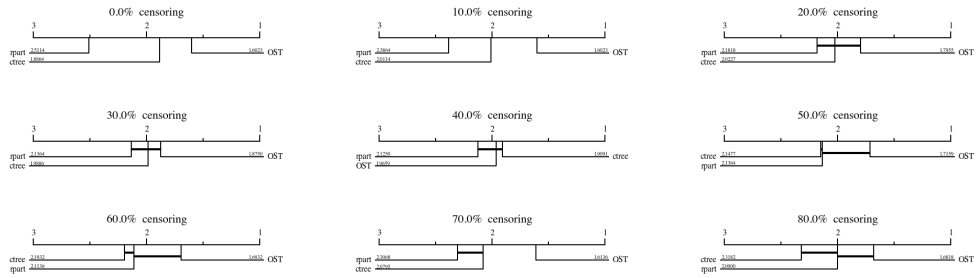 0.0% censoring 10.0% censoring 20.0% censoring
3 2 1 3 2 1 3 2 1
rpart 2.5114 1.6023 OST rpart 2.3864 1.6023 OST rpart 2.1818 1.7955 OST
ctree 1.8864 ctree 2.0114 ctree 2.0227
30.0% censoring 40.0% censoring 50.0% censoring
3 2 1 3 2 1 3 2 1
rpart 2.1364 1.8750 OST rpart 2.1250 1.9091 ctree ctree 2.1477 1.7159 OST
ctree 1.9886 OST 1.9659 rpart 2.1364
60.0% censoring 70.0% censoring 80.0% censoring
3 2 1 3 2 1 3 2 1
ctree 2.1932 1.6932 OST rpart 2.3068 1.6136 OST ctree 2.3182 1.6818 OST
rpart 2.1136 ctree 2.0795 rpart 2.0000